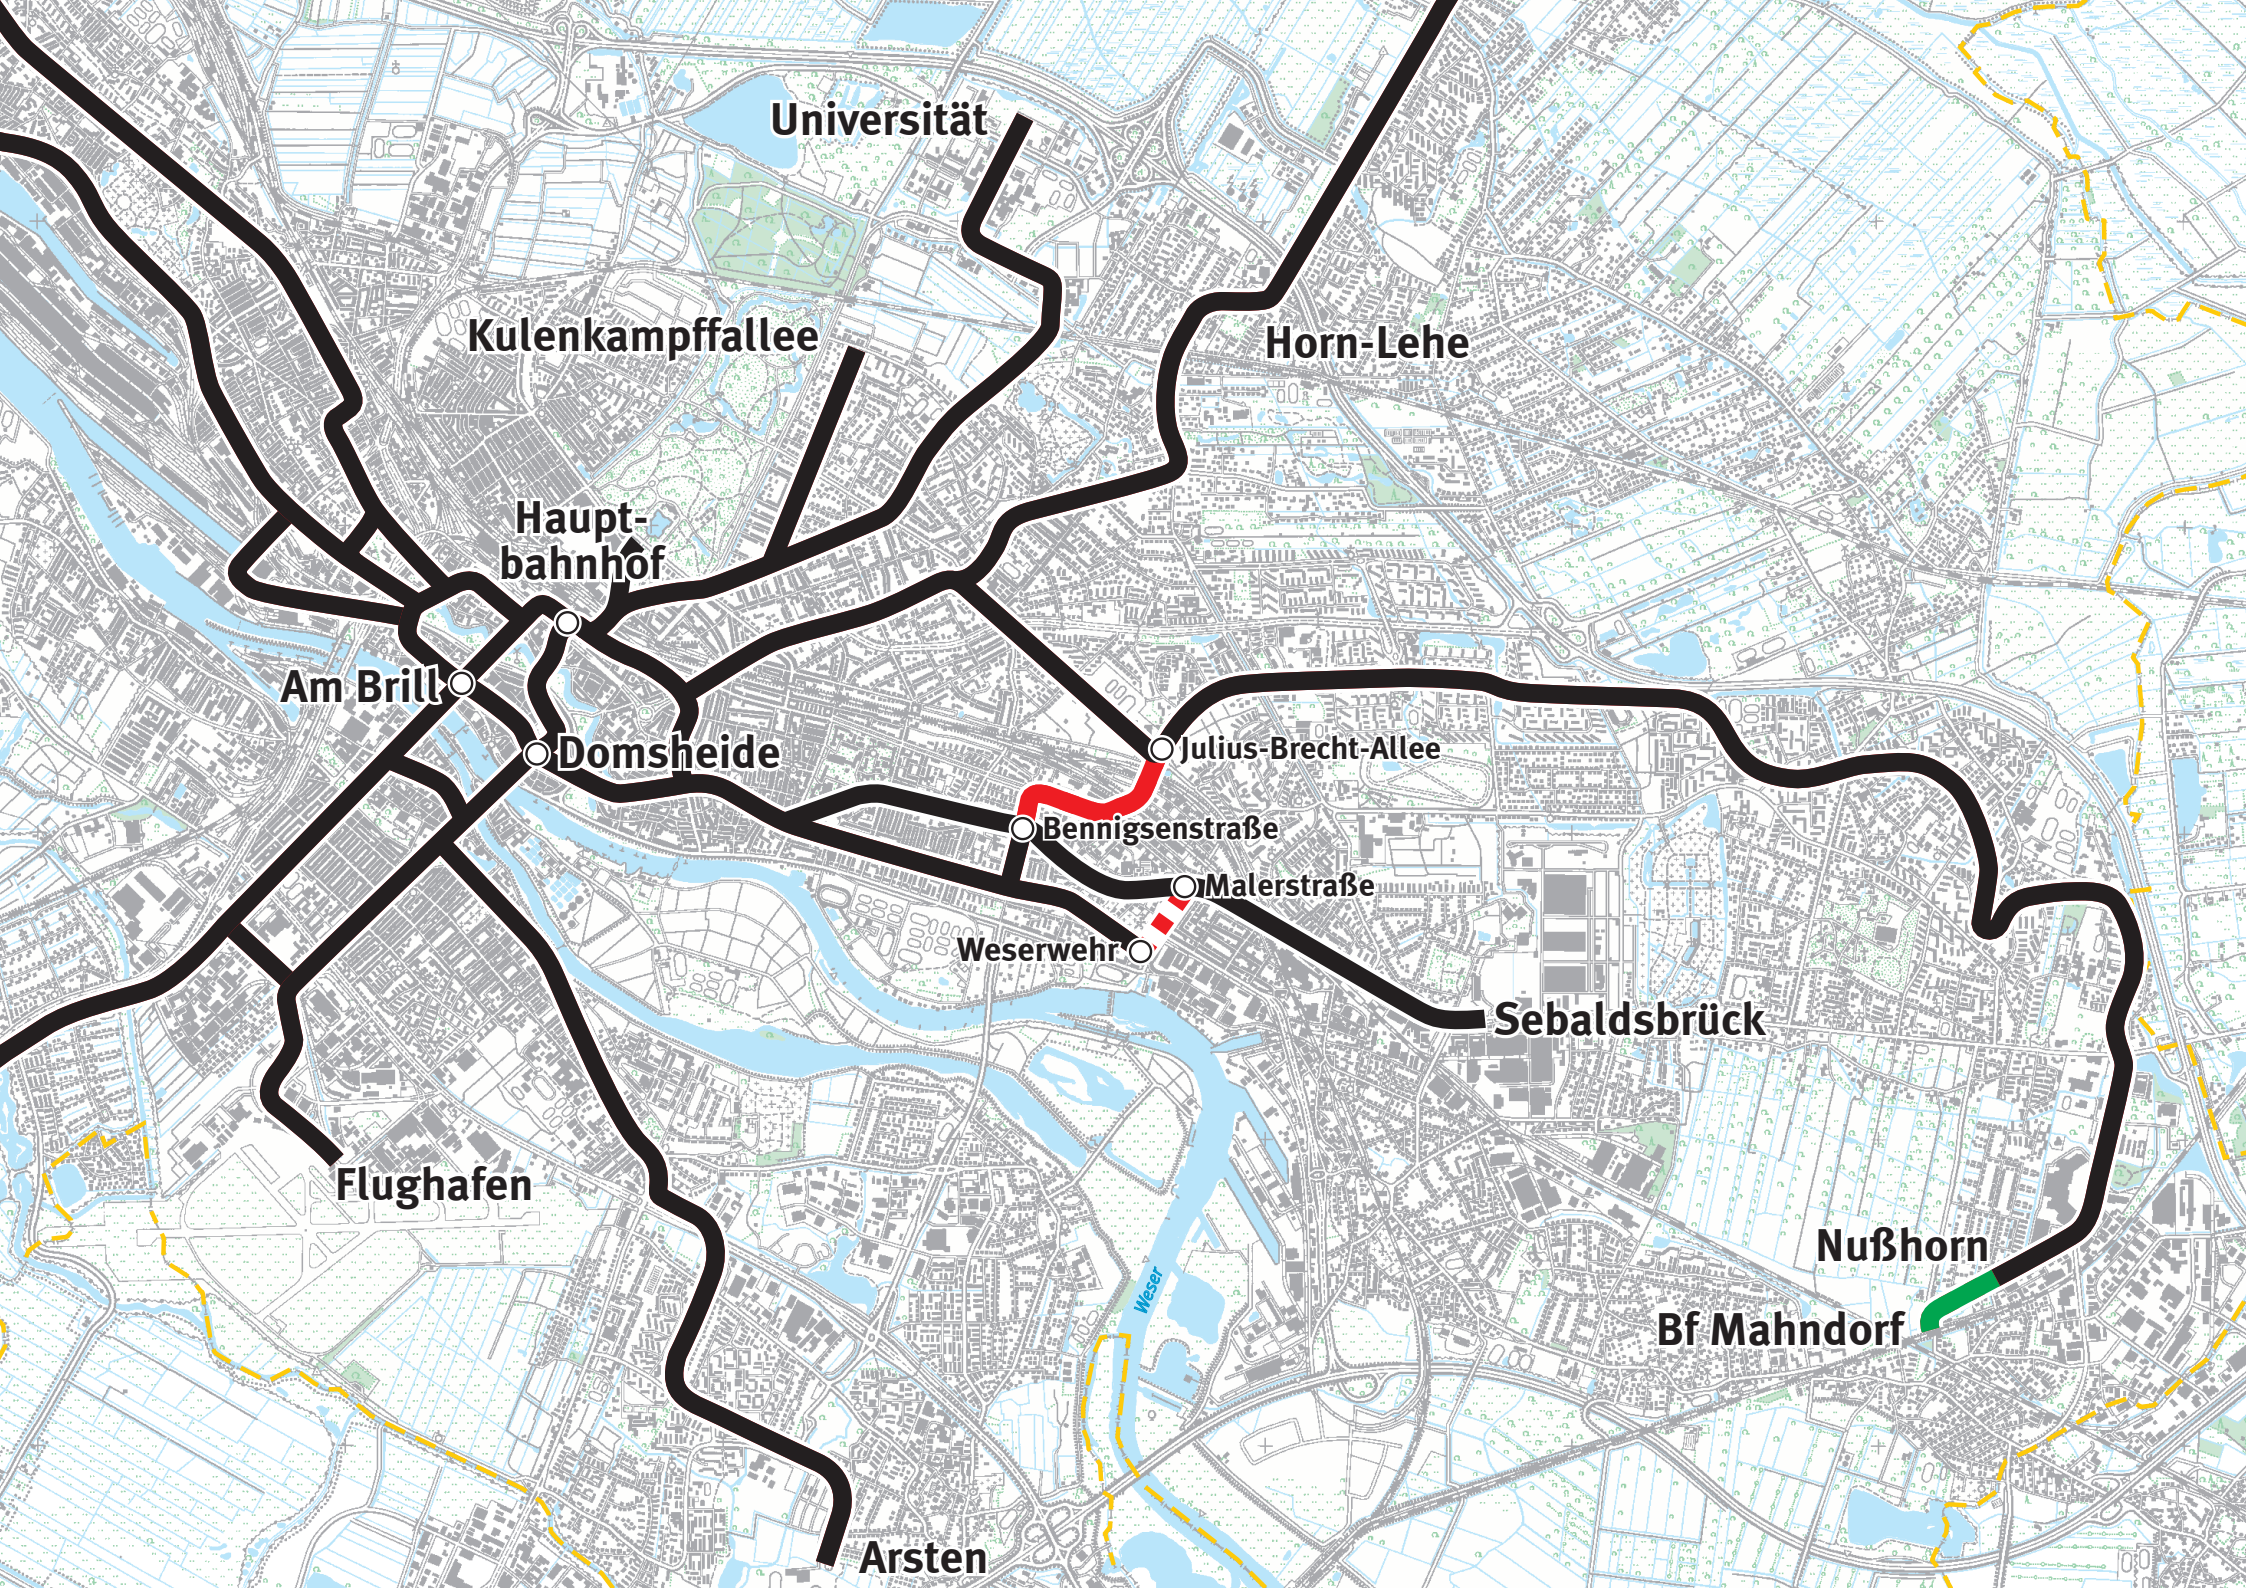 Universität
Kulenkampffallee
Horn-Lehe
Haupt-
bahnhof
Am Brill
Domsheide
Julius-Brecht-Allee
Bennigsenstraße
Malerstraße
Weserwehr
Sebaldsbrück
Flughafen
Nußhorn
Weser
Bf Mahndorf
Arsten